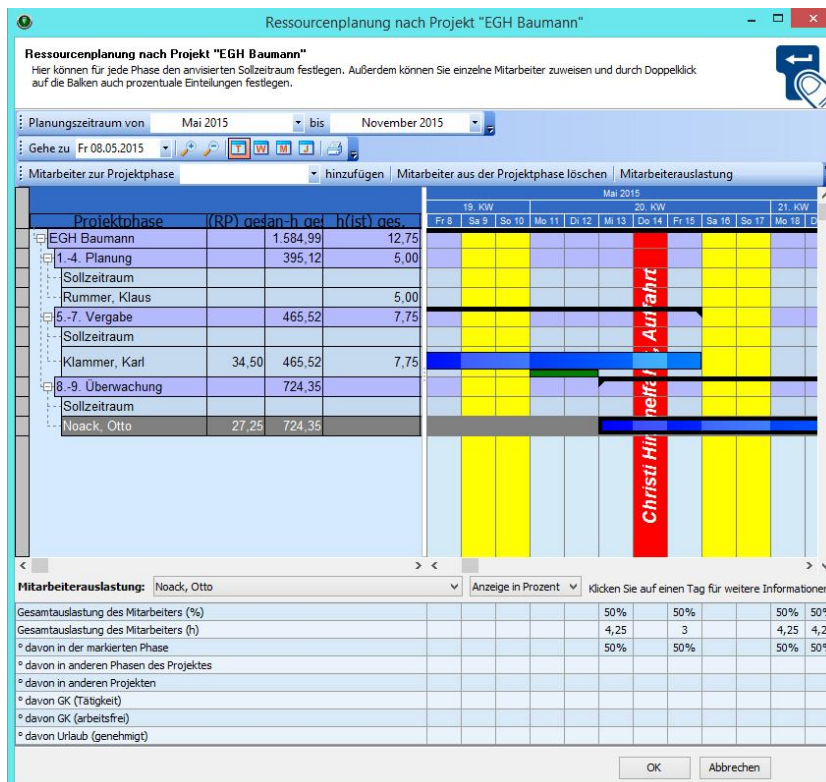 Ressourcenplanung nach Projekt "EGH Baumann"
Ressourcenplanung nach Projekt "EGH Baumann"
Hier können für jede Phase den anvisierten Sollzeitraum festlegen. Außerdem können Sie einzelne Mitarbeiter zuweisen und durch Doppelklick
auf die Balken auch prozentuale Einteilungen festlegen.
Planungszeitraum von Mai 2015 bis November 2015
Gehe zu Fr 08.05.2015 T W M J
Mitarbeiter zur Projektphase hinzufügen Mitarbeiter aus der Projektphase löschen Mitarbeiterauslastung
Mai 2015
19. KW 20. KW 21. KW
Projektphase (RP) ges an-h ges h(ist) ges. Fr 8 Sa 9 So 10 Mo 11 Di 12 Mi 13 Do 14 Fr 15 Sa 16 So 17 Mo 18 D
EGH Baumann 1.584,99 12,75
1.-4. Planung 395,12 5,00
Sollzeitraum
Rummer, Klaus 5,00
5.-7. Vergabe 465,52 7,75
Sollzeitraum
Klammer, Karl 34,50 465,52 7,75
8.-9. Überwachung 724,35
Sollzeitraum
Noack, Otto 27,25 724,35
Christi Himmelfahrt, Auffahrt
Mitarbeiterauslastung: Noack, Otto Anzeige in Prozent Klicken Sie auf einen Tag für weitere Informationen
Gesamtauslastung des Mitarbeiters (%) 50% 50% 50% 50%
Gesamtauslastung des Mitarbeiters (h) 4,25 3 4,25 4,2
° davon in der markierten Phase 50% 50% 50% 50%
° davon in anderen Phasen des Projektes
° davon in anderen Projekten
° davon GK (Tätigkeit)
° davon GK (arbeitsfrei)
° davon Urlaub (genehmigt)
OK Abbrechen